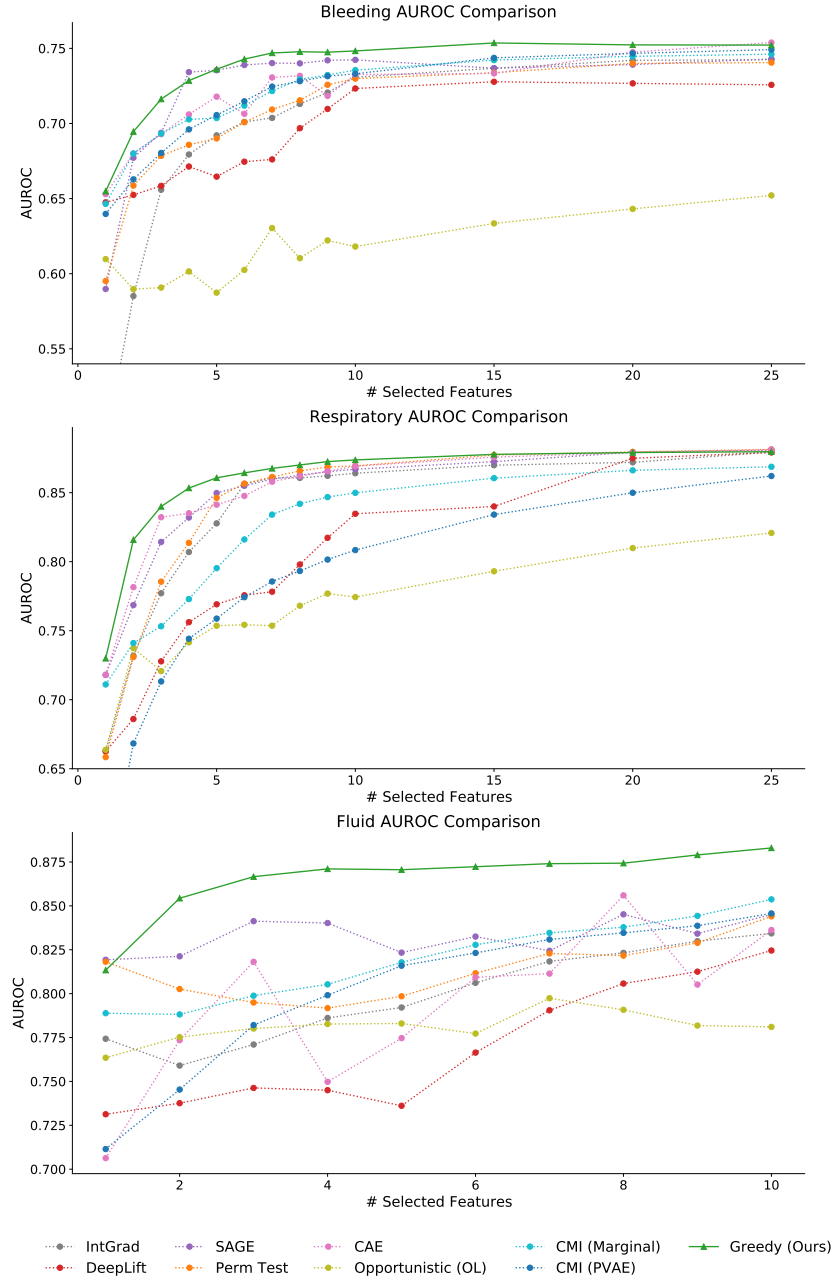 Bleeding AUROC Comparison
0.75
0.70
0.65
0.60
0.55
AUROC
0 5 10 15 20 25
# Selected Features
Respiratory AUROC Comparison
0.85
0.80
0.75
0.70
0.65
AUROC
0 5 10 15 20 25
# Selected Features
Fluid AUROC Comparison
0.875
0.850
0.825
0.800
0.775
0.750
0.725
0.700
AUROC
2 4 6 8 10
# Selected Features
IntGrad SAGE CAE CMI (Marginal) Greedy (Ours)
DeepLift Perm Test Opportunistic (OL) CMI (PVAE)